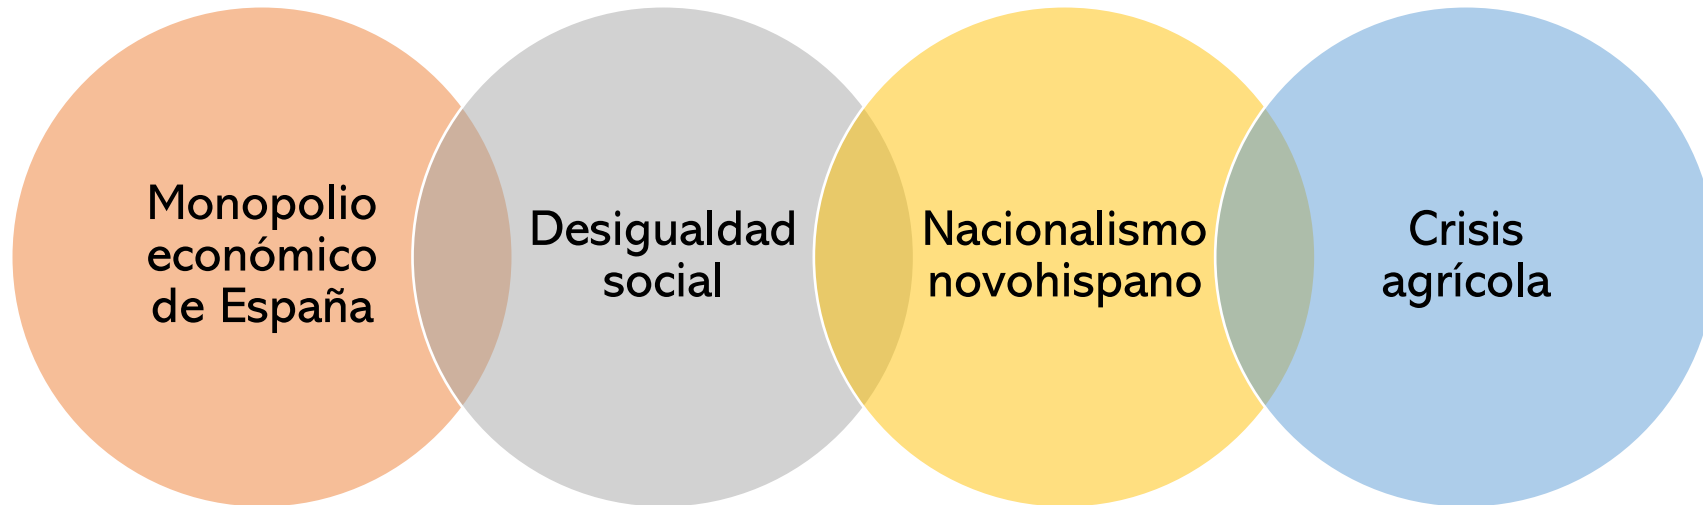 Monopolio
económico
de España
Desigualdad
social
Nacionalismo
novohispano
Crisis
agrícola